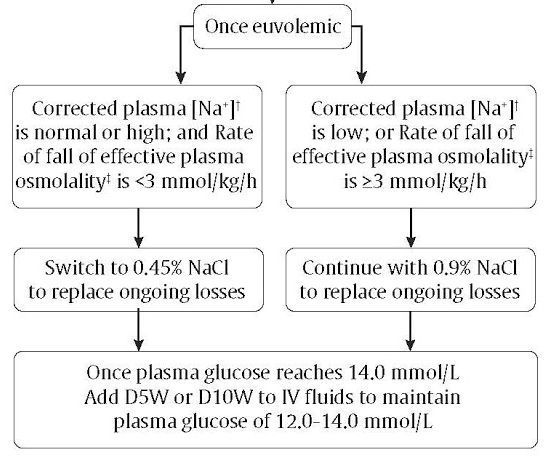 Once euvolemic
Corrected plasma [Na⁺]†
is normal or high; and Rate
of fall of effective plasma
osmolality‡ is <3 mmol/kg/h
Corrected plasma [Na⁺]†
is low; or Rate of fall of
effective plasma osmolality‡
is ≥3 mmol/kg/h
Switch to 0.45% NaCl
to replace ongoing losses
Continue with 0.9% NaCl
to replace ongoing losses
Once plasma glucose reaches 14.0 mmol/L
Add D5W or D10W to IV fluids to maintain
plasma glucose of 12.0–14.0 mmol/L